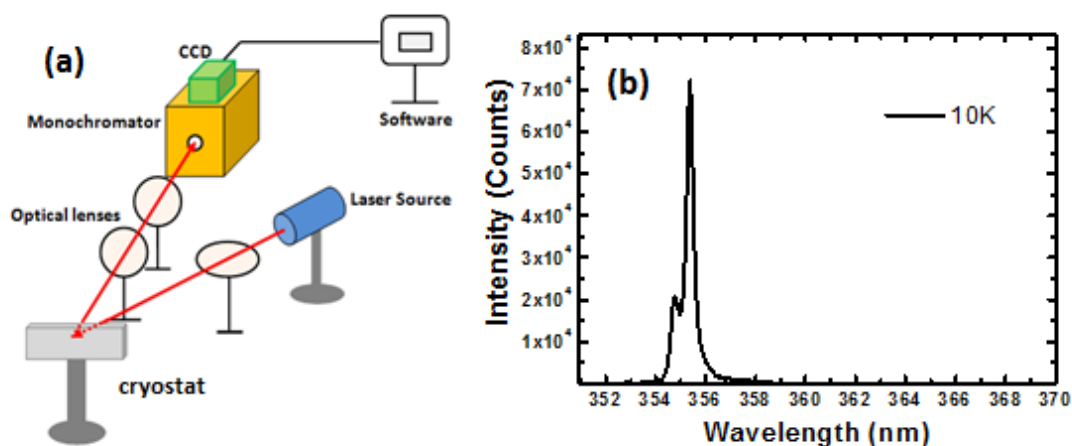 (a)
CCD
Monochromator
Software
Optical lenses
Laser Source
cryostat
(b)
10K
Intensity (Counts)
8x10⁴
7x10⁴
6x10⁴
5x10⁴
4x10⁴
3x10⁴
2x10⁴
1x10⁴
352 354 356 358 360 362 364 366 368 370
Wavelength (nm)